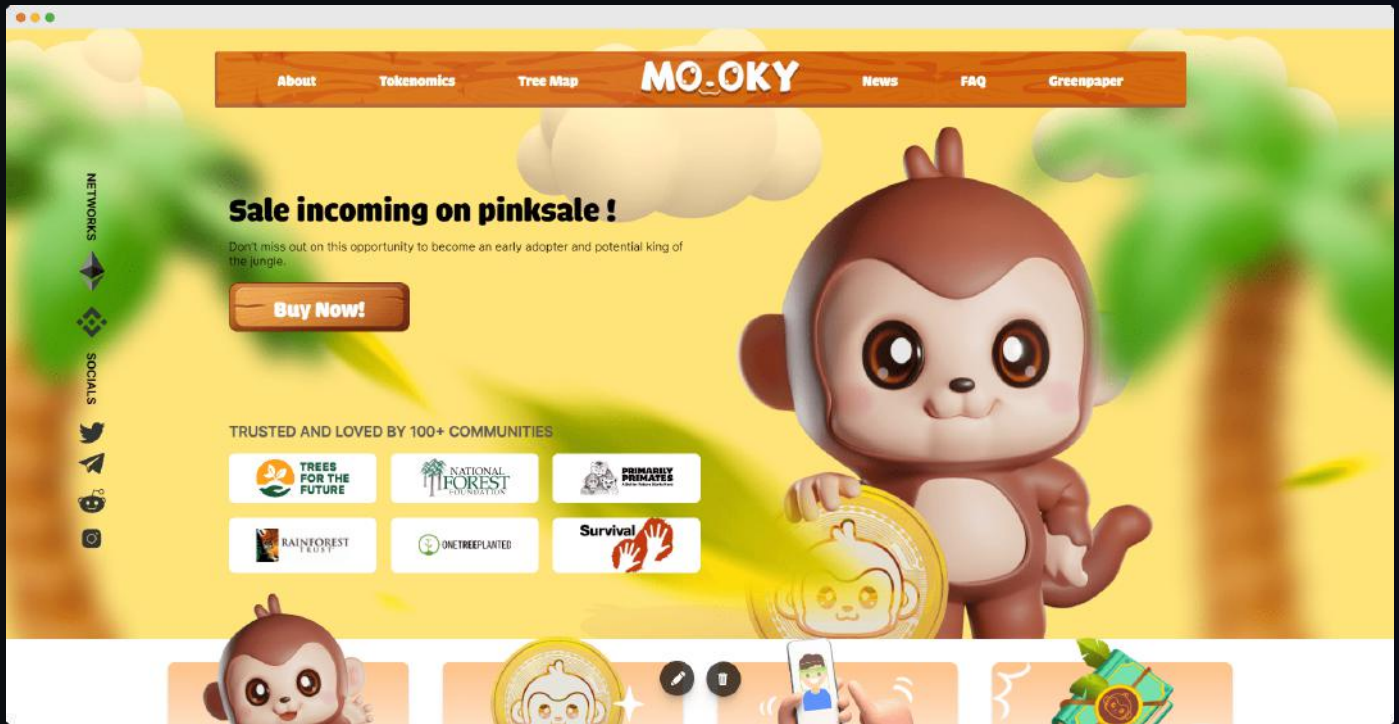 About
Tokenomics
Tree Map
MO.OKY
News
FAQ
Greenpaper
NETWORKS
SOCIALS
Sale incoming on pinksale !
Don't miss out on this opportunity to become an early adopter and potential king of
the jungle.
Buy Now!
TRUSTED AND LOVED BY 100+ COMMUNITIES
TREES
FOR THE
FUTURE
NATIONAL
FOREST
FOUNDATION
PRIMARILY
PRIMATES
RAINFOREST
TRUST
ONETREEPLANTED
Survival